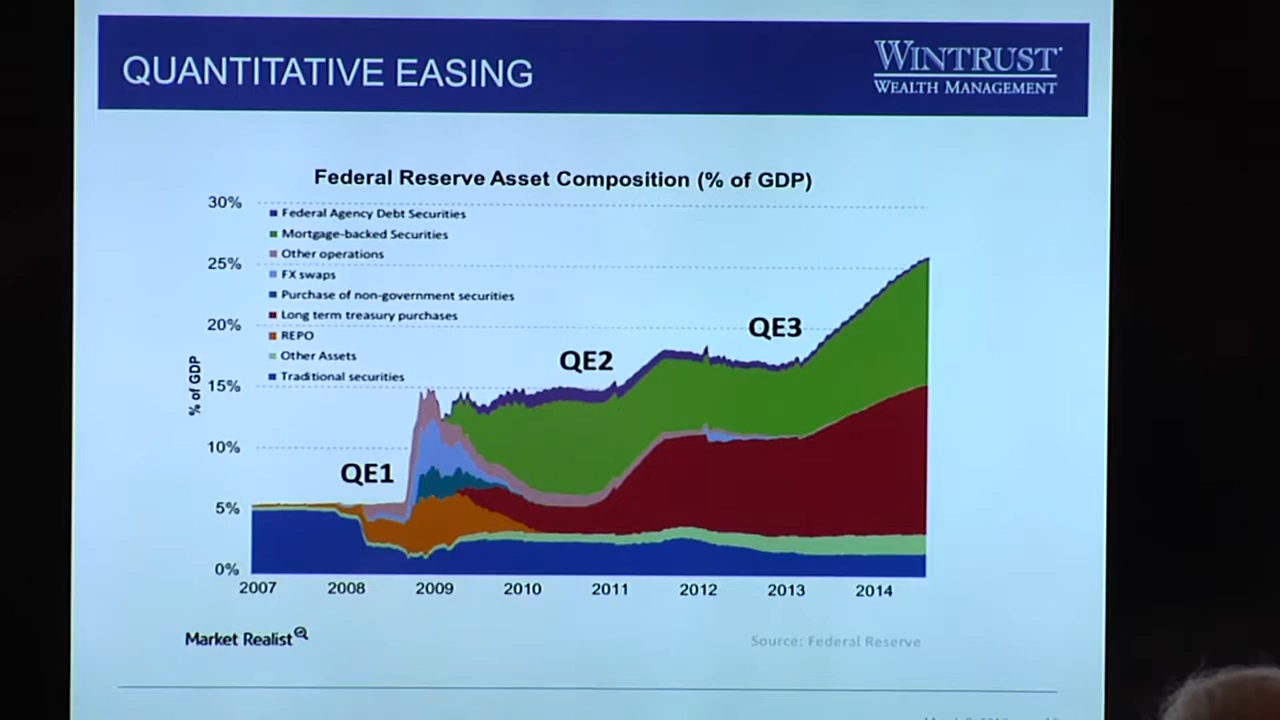 QUANTITATIVE EASING
WINTRUST
WEALTH MANAGEMENT
Federal Reserve Asset Composition (% of GDP)
30%
25%
20%
15%
10%
5%
0%
% of GDP
Federal Agency Debt Securities
Mortgage-backed Securities
Other operations
FX swaps
Purchase of non-government securities
Long term treasury purchases
REPO
Other Assets
Traditional securities
QE1
QE2
QE3
2007 2008 2009 2010 2011 2012 2013 2014
Market Realist
Source: Federal Reserve